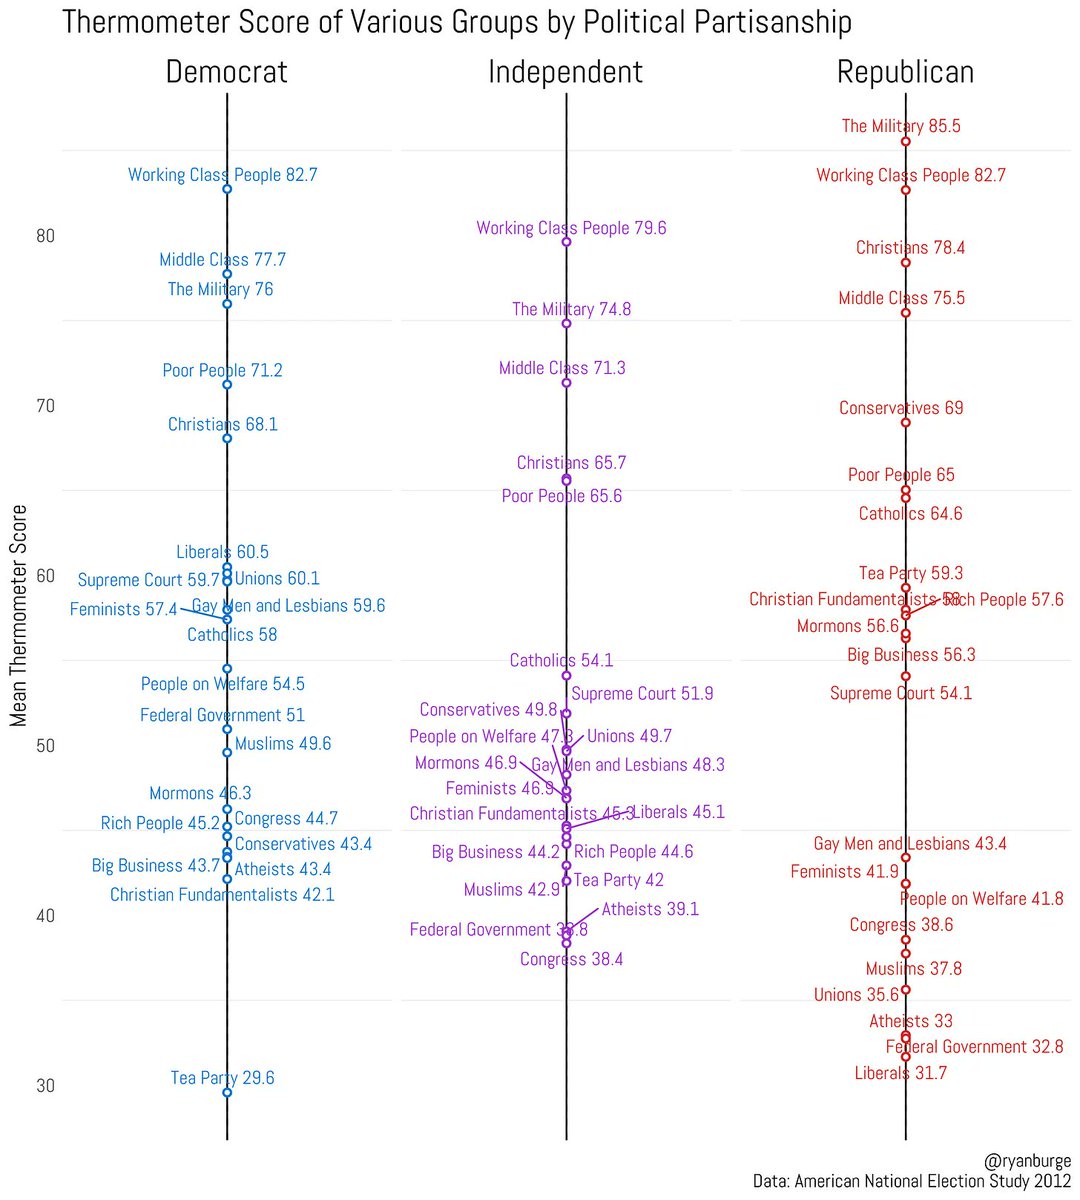 Thermometer Score of Various Groups by Political Partisanship
Democrat
Independent
Republican
Mean Thermometer Score
80
70
60
50
40
30
Working Class People 82.7
Middle Class 77.7
The Military 76
Poor People 71.2
Christians 68.1
Liberals 60.5
Supreme Court 59.7
Unions 60.1
Gay Men and Lesbians 59.6
Feminists 57.4
Catholics 58
People on Welfare 54.5
Federal Government 51
Muslims 49.6
Mormons 46.3
Congress 44.7
Rich People 45.2
Conservatives 43.4
Big Business 43.7
Atheists 43.4
Christian Fundamentalists 42.1
Tea Party 29.6
Working Class People 79.6
The Military 74.8
Middle Class 71.3
Christians 65.7
Poor People 65.6
Catholics 54.1
Supreme Court 51.9
Conservatives 49.8
People on Welfare 47.3
Unions 49.7
Mormons 46.9
Gay Men and Lesbians 48.3
Feminists 46.9
Christian Fundamentalists 45.3
Liberals 45.1
Big Business 44.2
Rich People 44.6
Muslims 42.9
Tea Party 42
Atheists 39.1
Federal Government 38.8
Congress 38.4
The Military 85.5
Working Class People 82.7
Christians 78.4
Middle Class 75.5
Conservatives 69
Poor People 65
Catholics 64.6
Tea Party 59.3
Christian Fundamentalists 58
Rich People 57.6
Mormons 56.6
Big Business 56.3
Supreme Court 54.1
Gay Men and Lesbians 43.4
Feminists 41.9
People on Welfare 41.8
Congress 38.6
Muslims 37.8
Unions 35.6
Atheists 33
Federal Government 32.8
Liberals 31.7
@ryanburge
Data: American National Election Study 2012